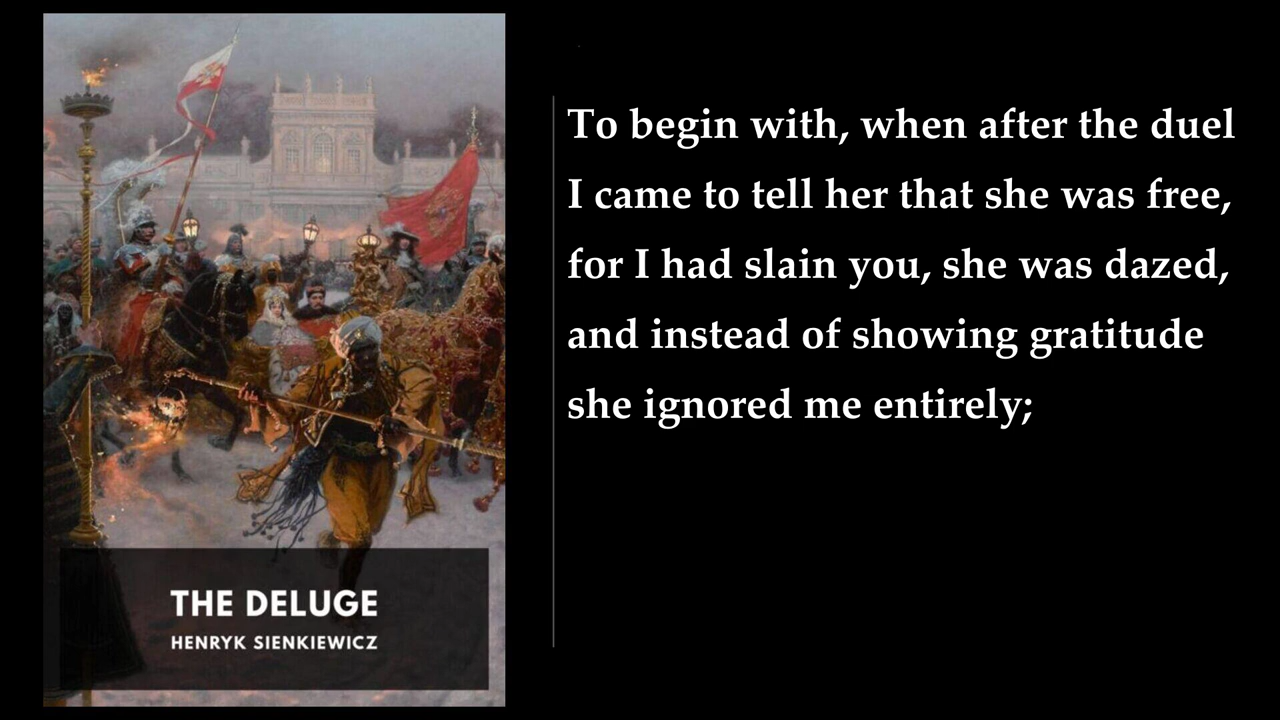 To begin with, when after the duel
I came to tell her that she was free,
for I had slain you, she was dazed,
and instead of showing gratitude
she ignored me entirely;
THE DELUGE
HENRYK SIENKIEWICZ